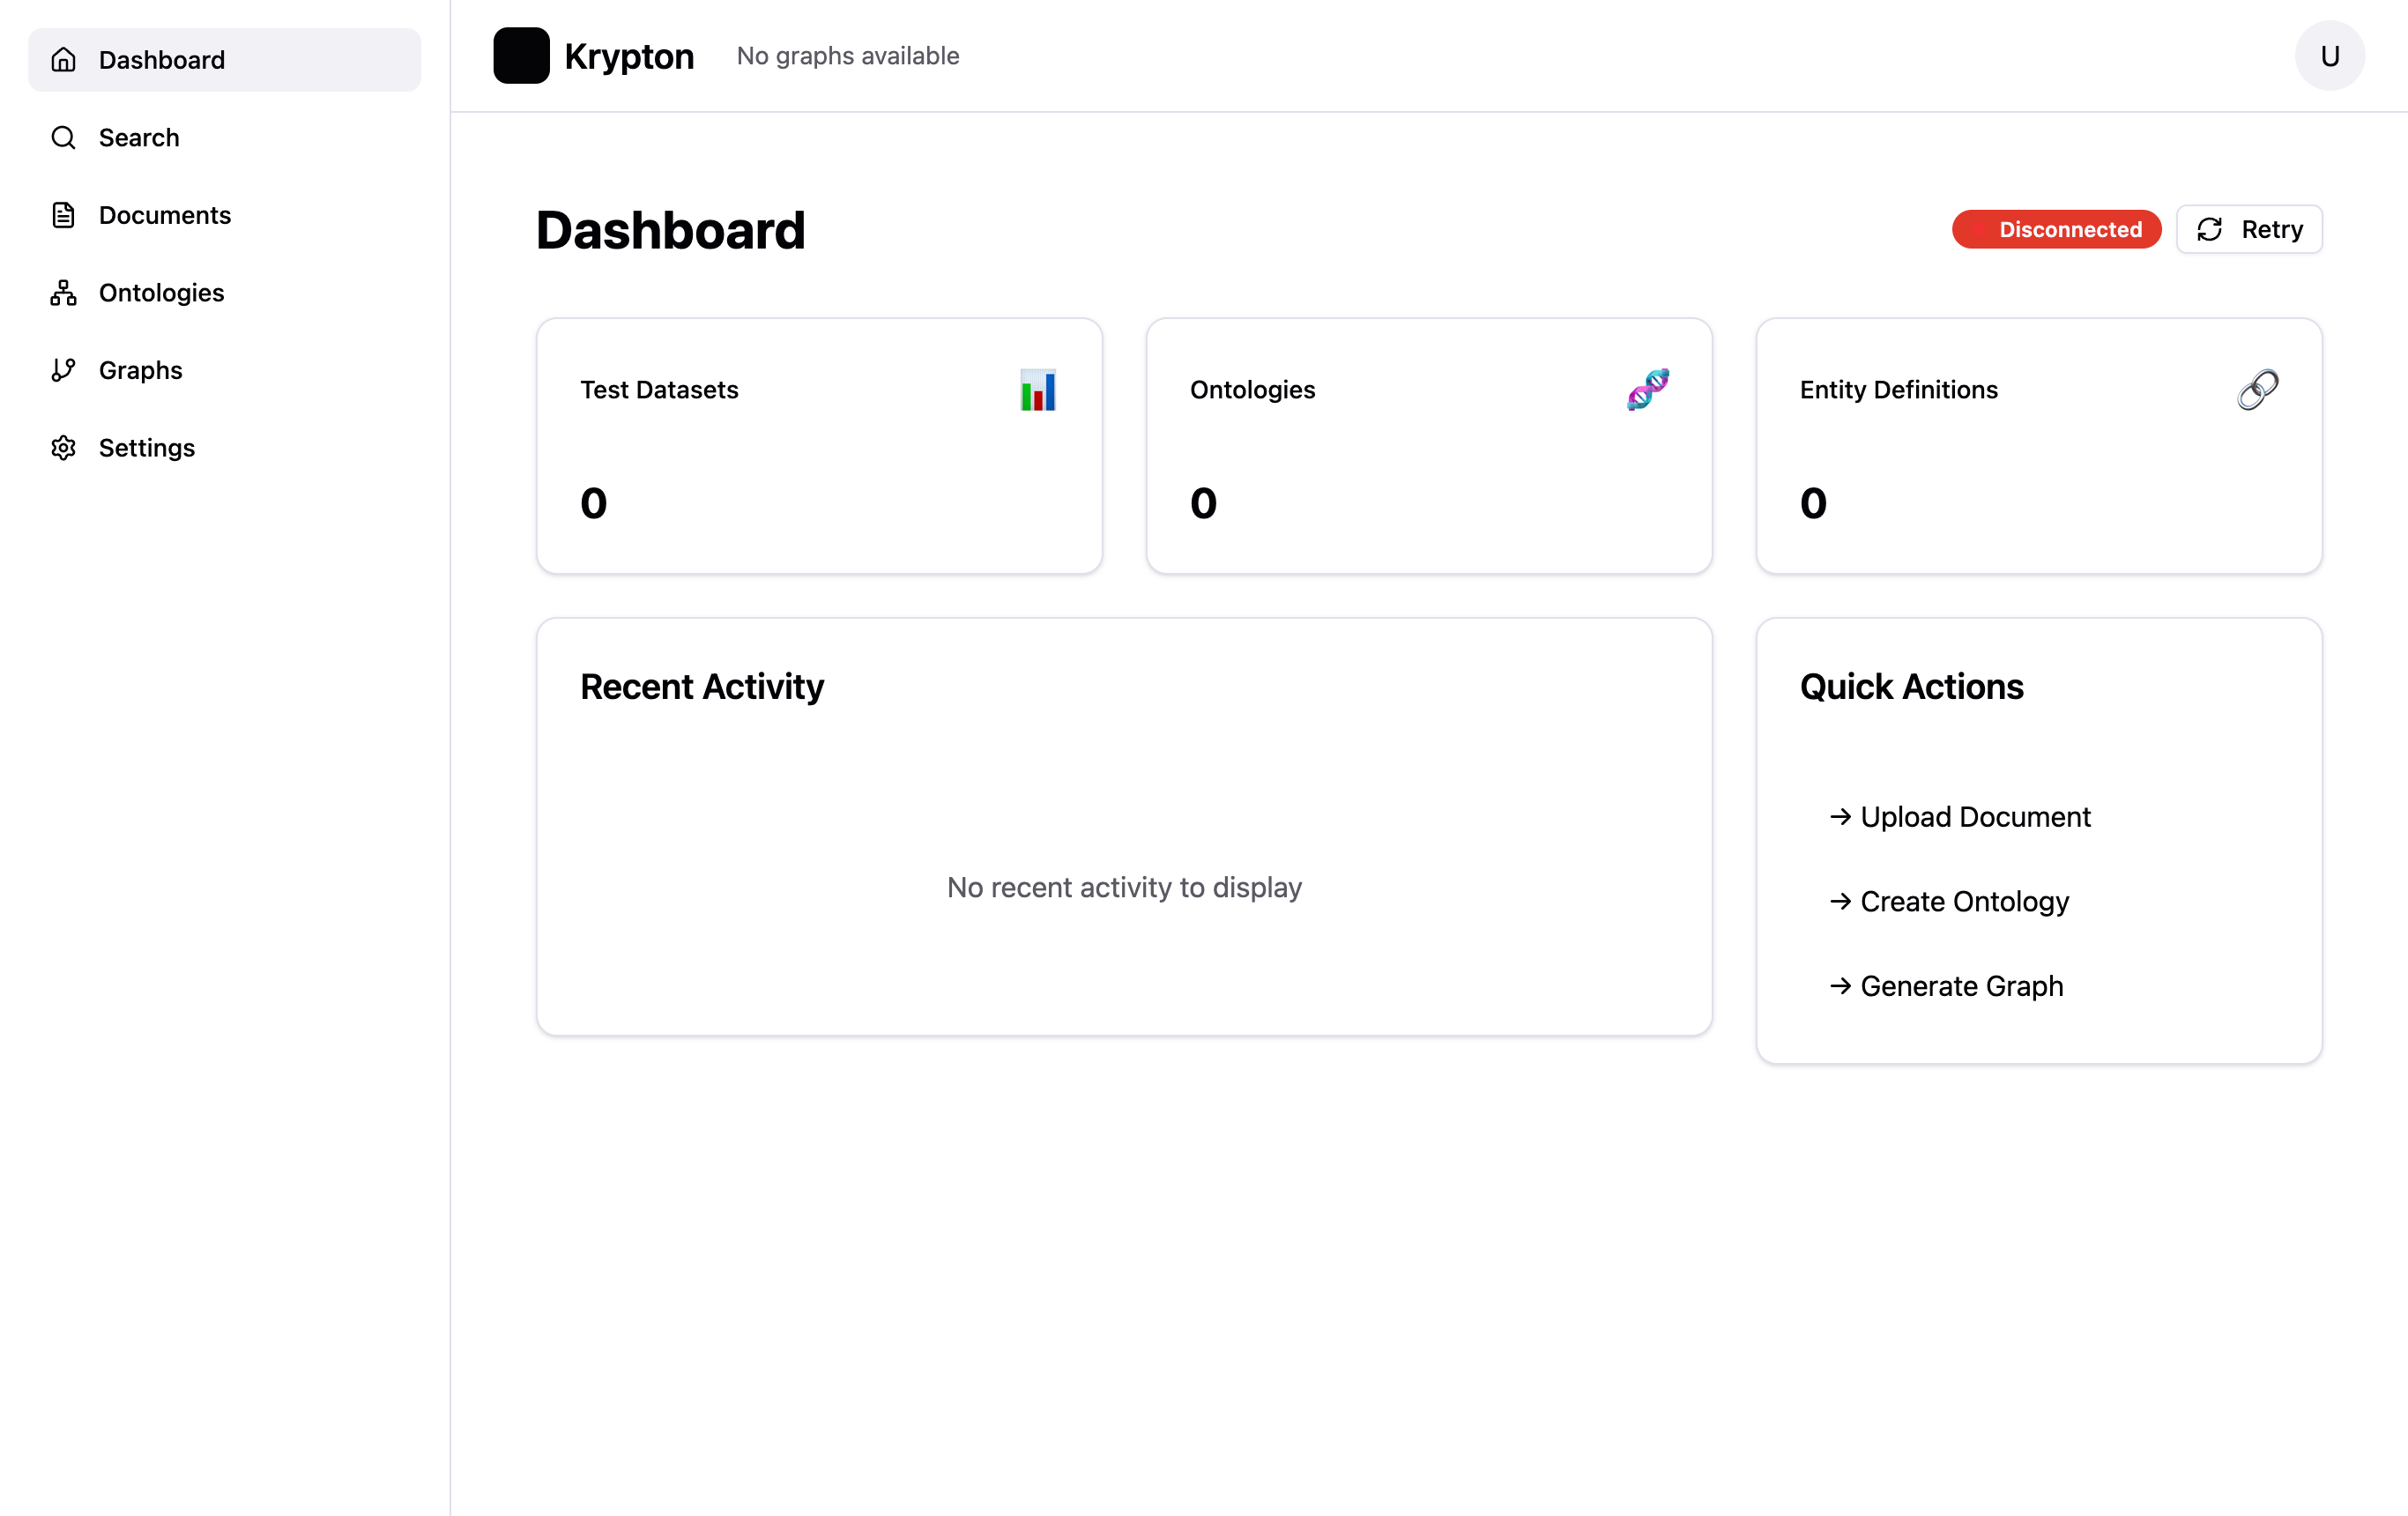 Dashboard
Search
Documents
Ontologies
Graphs
Settings
Krypton
No graphs available
U
Dashboard
Disconnected
Retry
Test Datasets
0
Ontologies
0
Entity Definitions
0
Recent Activity
No recent activity to display
Quick Actions
→ Upload Document
→ Create Ontology
→ Generate Graph